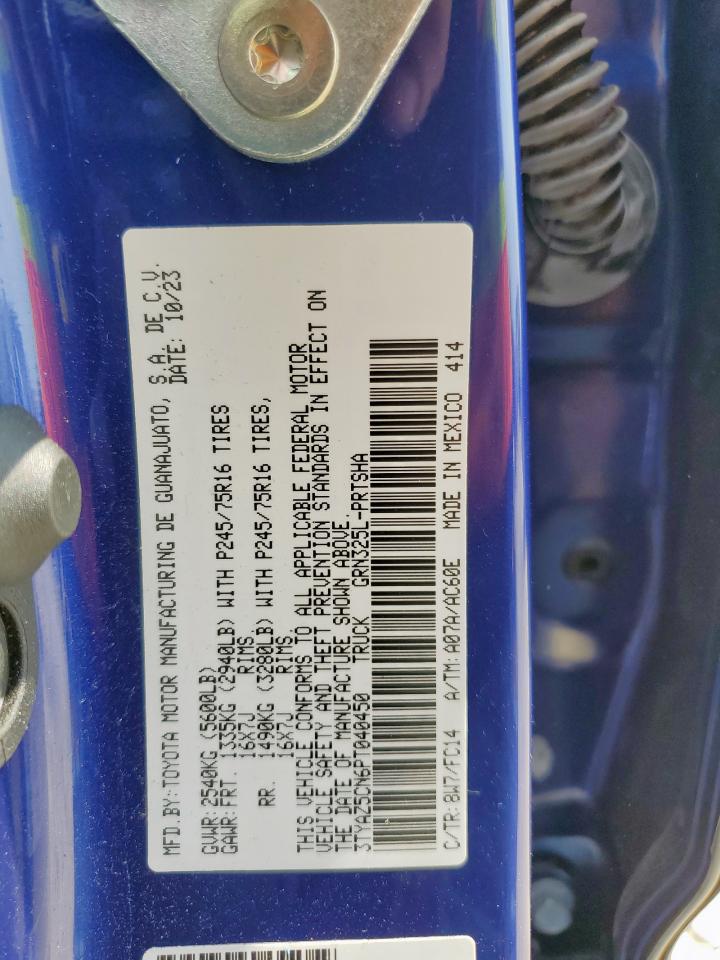 MFD.BY: TOYOTA MOTOR MANUFACTURING DE GUANAJUATO, S.A. DE C.V.
DATE: 10/23
GVWR: 2540KG (5600LB)
GAWR: FRT. 1335KG (2940LB) WITH P245/75R16 TIRES
16X7J RIMS,
RR. 1490KG (3280LB) WITH P245/75R16 TIRES,
16X7J RIMS.
THIS VEHICLE CONFORMS TO ALL APPLICABLE FEDERAL MOTOR
VEHICLE SAFETY AND THEFT PREVENTION STANDARDS IN EFFECT ON
THE DATE OF MANUFACTURE SHOWN ABOVE.
3TYAZ5CN6PT040450 TRUCK GRN325L-PRTSHA
C/TR: 8W7/FC14 A/TM: A07A/AC60E MADE IN MEXICO 414